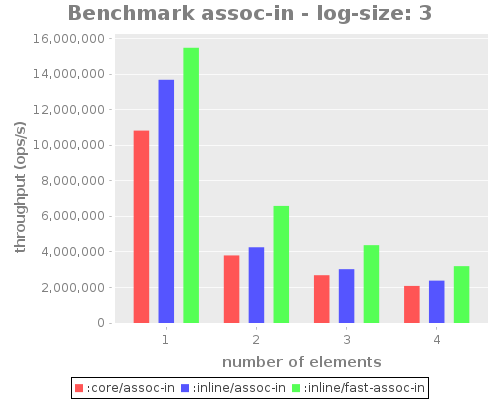 Benchmark assoc-in - log-size: 3
throughput (ops/s)
16,000,000
14,000,000
12,000,000
10,000,000
8,000,000
6,000,000
4,000,000
2,000,000
0
1 2 3 4
number of elements
:core/assoc-in :inline/assoc-in :inline/fast-assoc-in